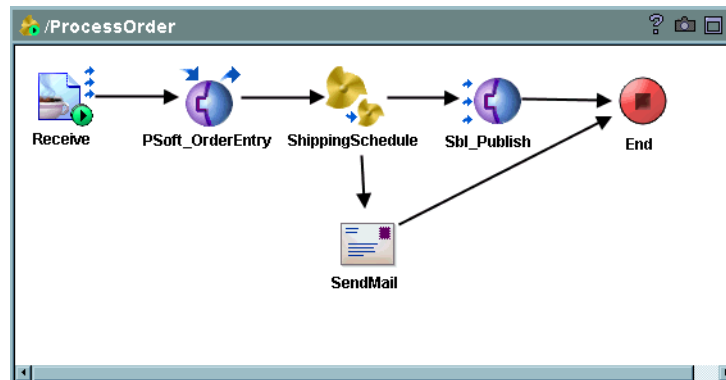 /ProcessOrder
Receive
PSoft_OrderEntry
ShippingSchedule
Sbl_Publish
End
SendMail